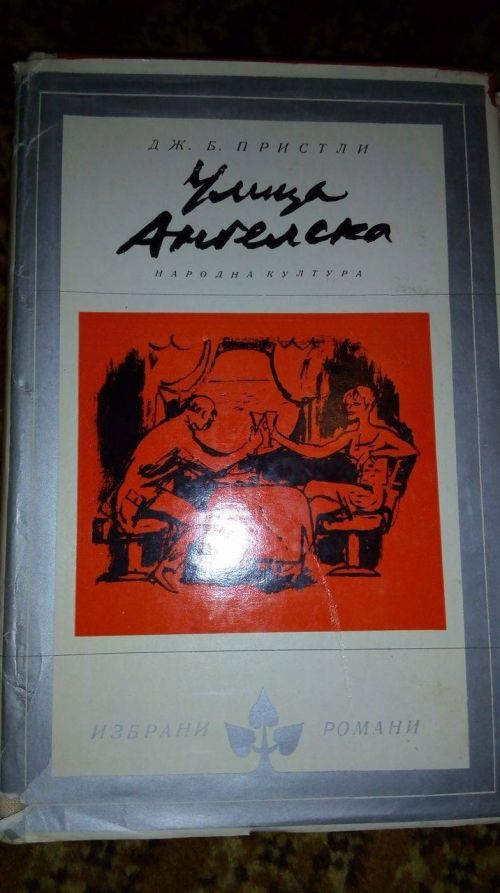 ДЖ. Б. ПРИСТЛИ
Улица
Ангелска
НАРОДНА КУЛТУРА
ИЗБРАНИ РОМАНИ